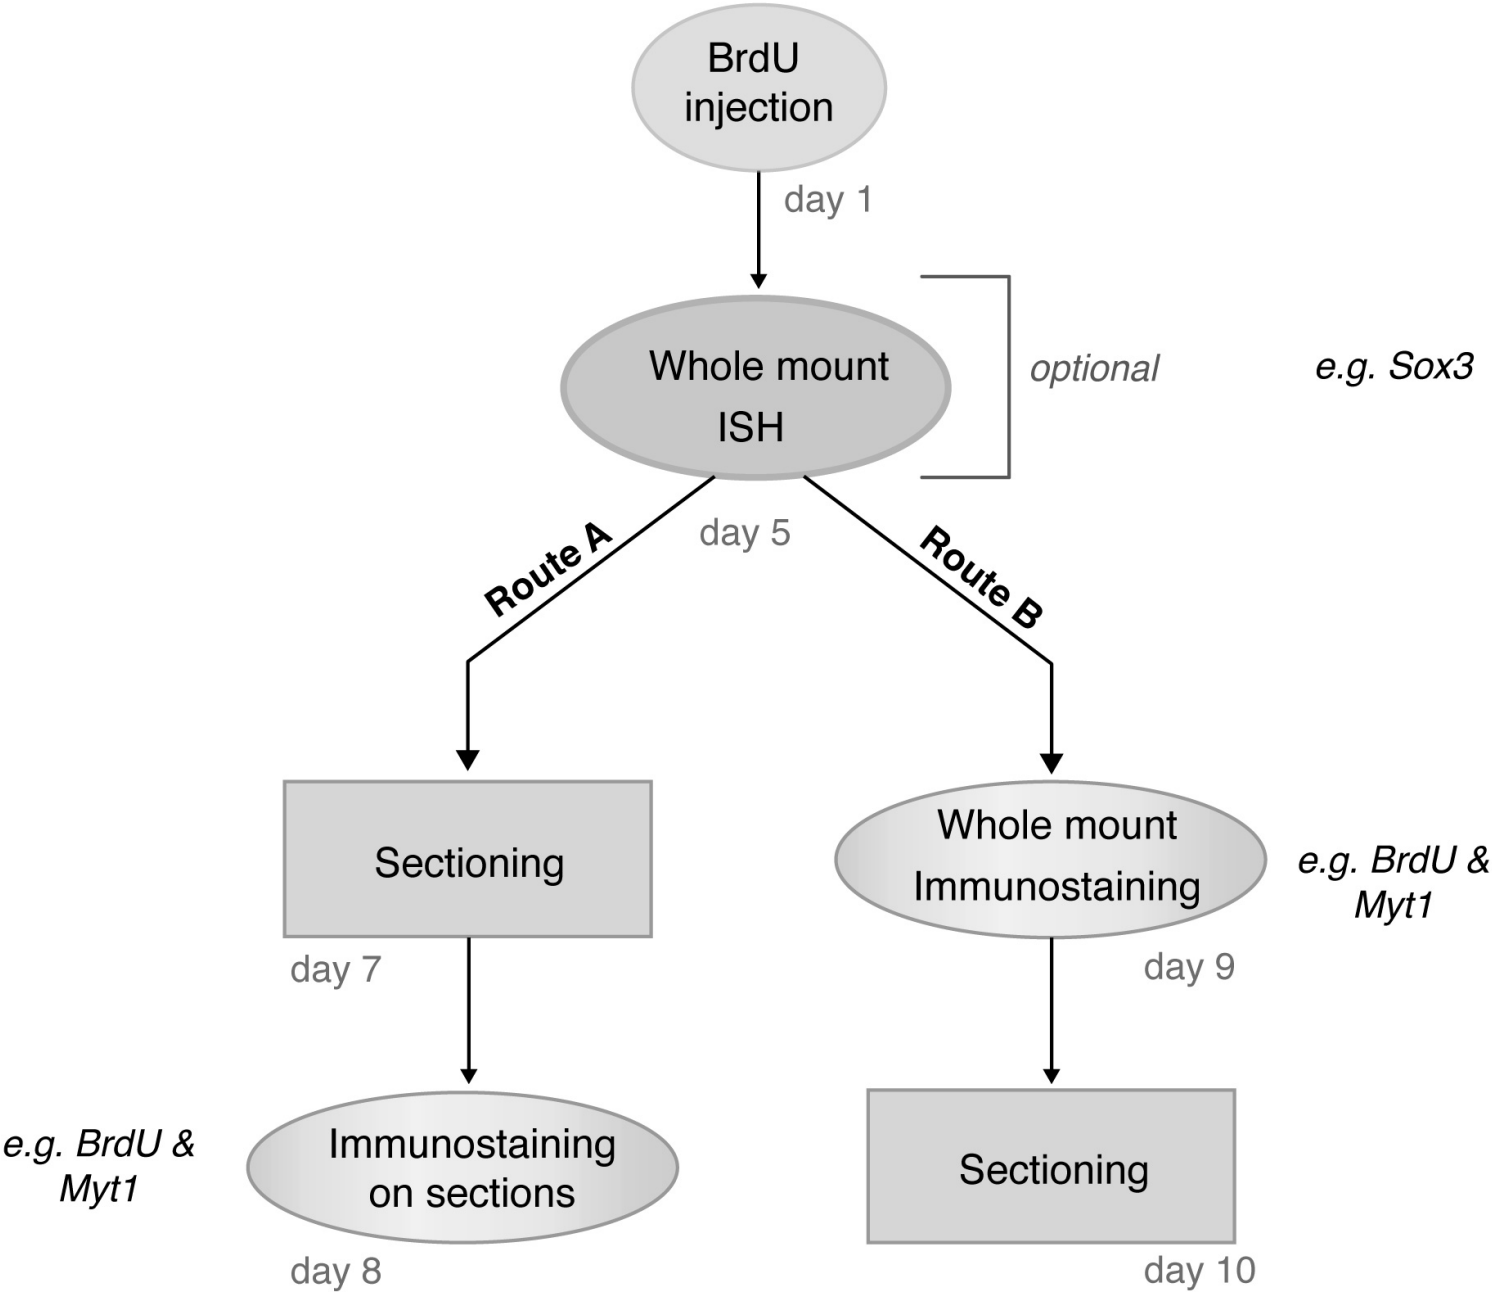 BrdU
injection
day 1
Whole mount
ISH
optional
e.g. Sox3
day 5
Route A
Route B
Sectioning
day 7
Whole mount
Immunostaining
e.g. BrdU &
Myt1
day 9
e.g. BrdU &
Myt1
Immunostaining
on sections
day 8
Sectioning
day 10